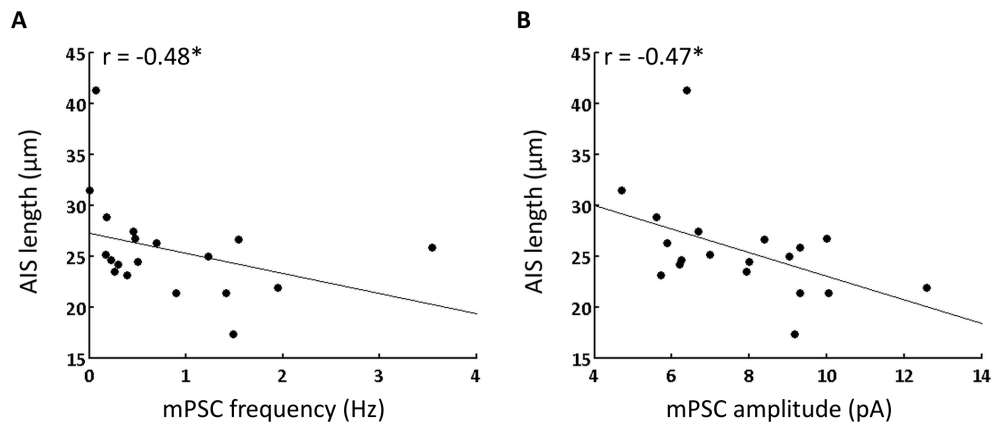 A
r = -0.48*
AIS length (μm)
45
40
35
30
25
20
15
0 1 2 3 4
mPSC frequency (Hz)
B
r = -0.47*
AIS length (μm)
45
40
35
30
25
20
15
4 6 8 10 12 14
mPSC amplitude (pA)